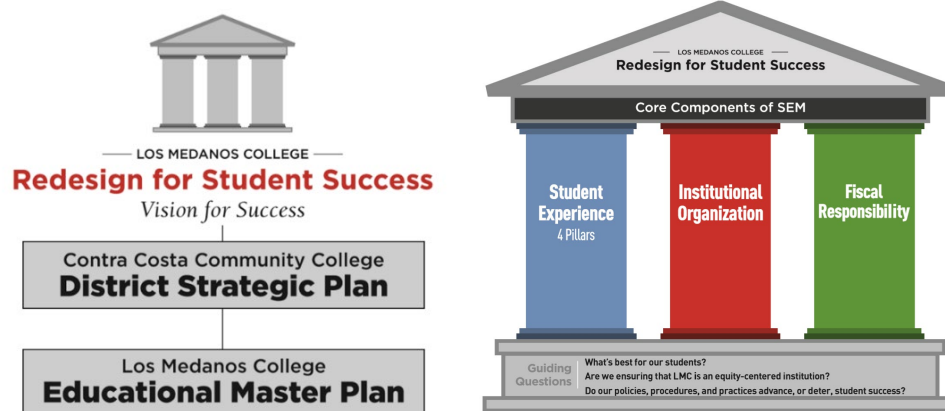 LOS MEDANOS COLLEGE
Redesign for Student Success
Vision for Success
Contra Costa Community College
District Strategic Plan
Los Medanos College
Educational Master Plan
LOS MEDANOS COLLEGE
Redesign for Student Success
Core Components of SEM
Student
Experience
4 Pillars
Institutional
Organization
Fiscal
Responsibility
Guiding
Questions
What's best for our students?
Are we ensuring that LMC is an equity-centered institution?
Do our policies, procedures, and practices advance, or deter, student success?